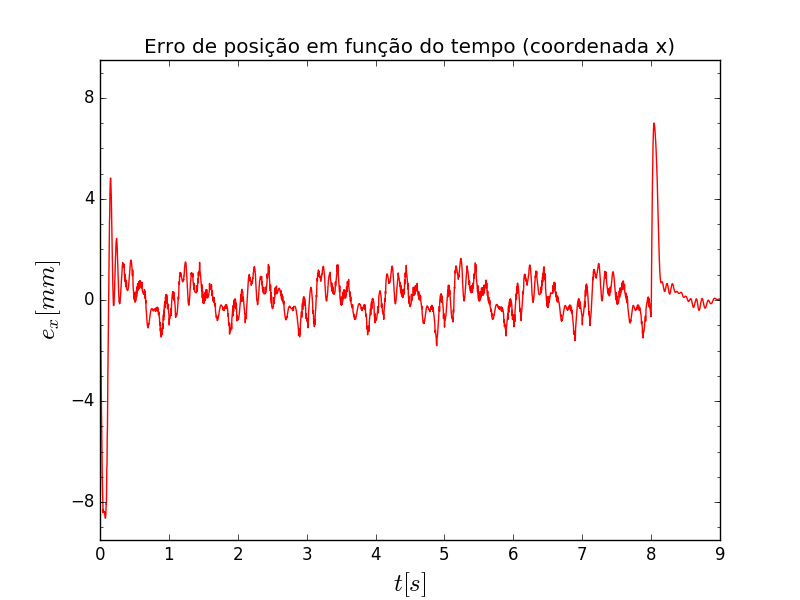 Erro de posição em função do tempo (coordenada x)
8
4
0
−4
−8
e_x[mm]
0 1 2 3 4 5 6 7 8 9
t[s]